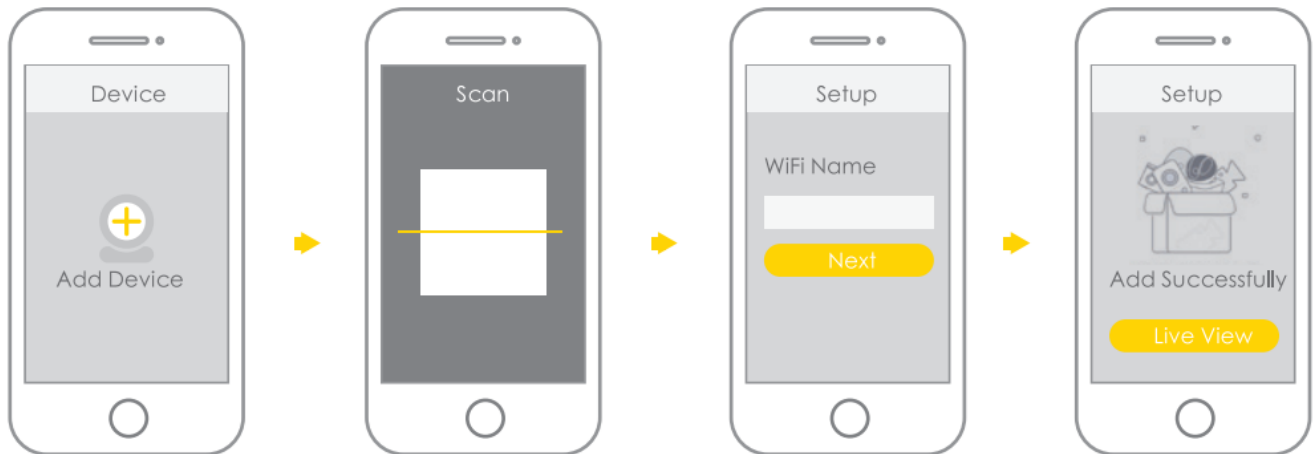 Device
Add Device
Scan
Setup
WiFi Name
Next
Setup
Add Successfully
Live View